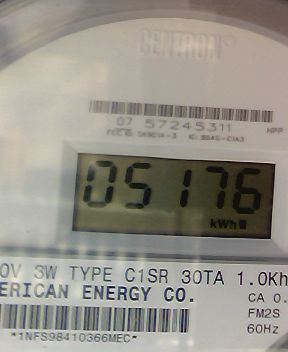 CENTRON
07 57245311 HPP
05176
kWh
0V 3W TYPE C1SR 30TA 1.0Kh
ERICAN ENERGY CO.
CA 0.
FM2S
60Hz
*1NFS98410366MEC*